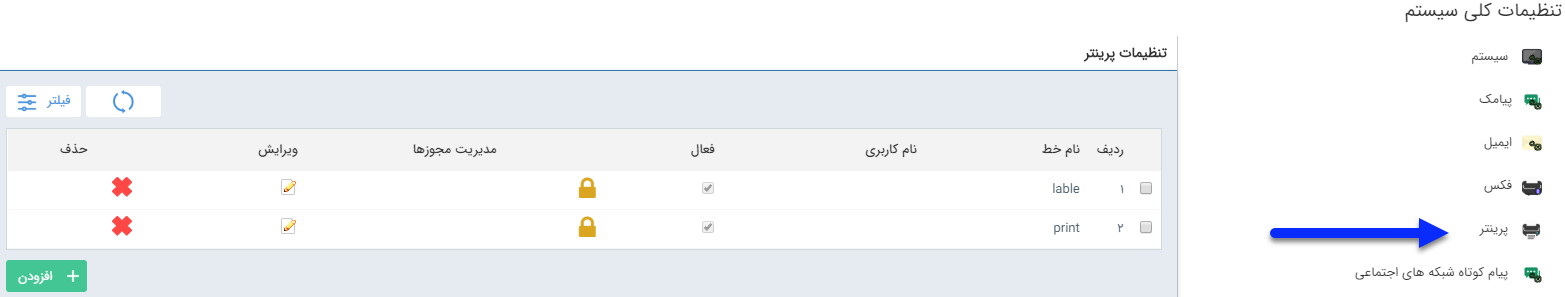 تنظیمات کلی سیستم
سیستم
پیامک
ایمیل
فکس
پرینتر
پیام کوتاه شبکه های اجتماعی
تنظیمات پرینتر
فیلتر
ردیف نام خط نام کاربری فعال مدیریت مجوزها ویرایش حذف
۱ lable
۲ print
+ افزودن